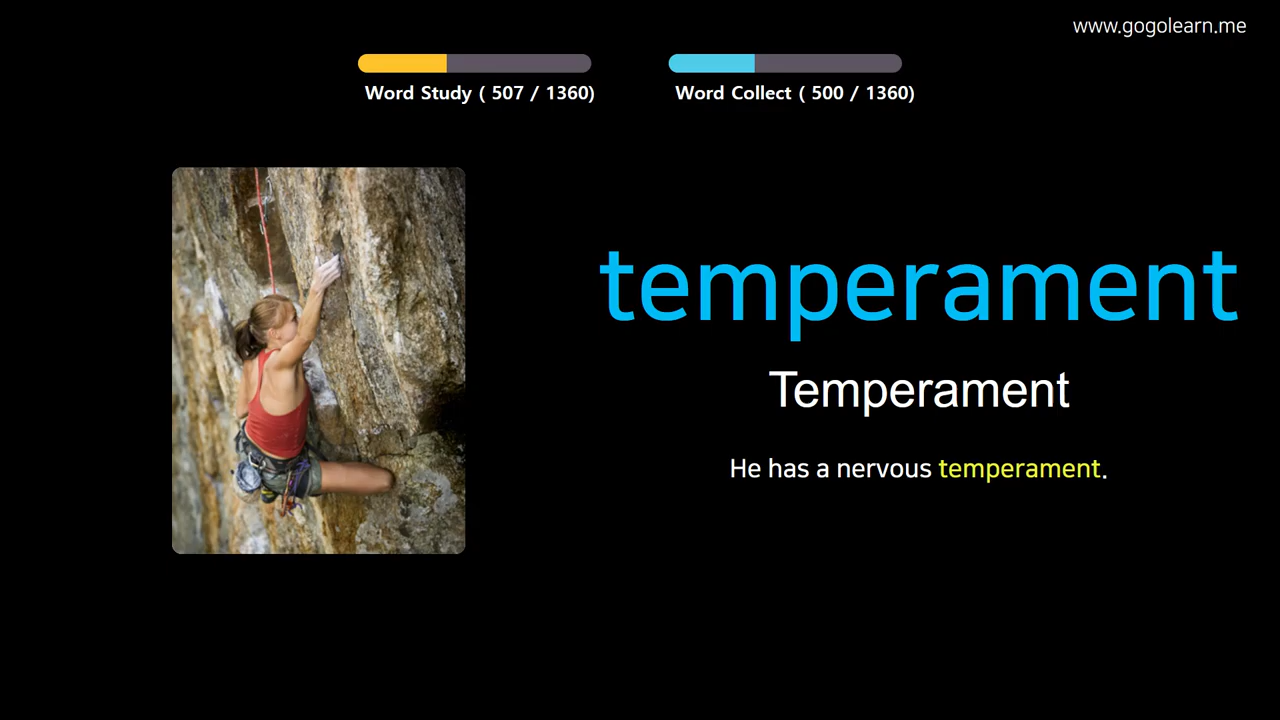 www.gogolearn.me
Word Study ( 507 / 1360)
Word Collect ( 500 / 1360)
temperament
Temperament
He has a nervous temperament.